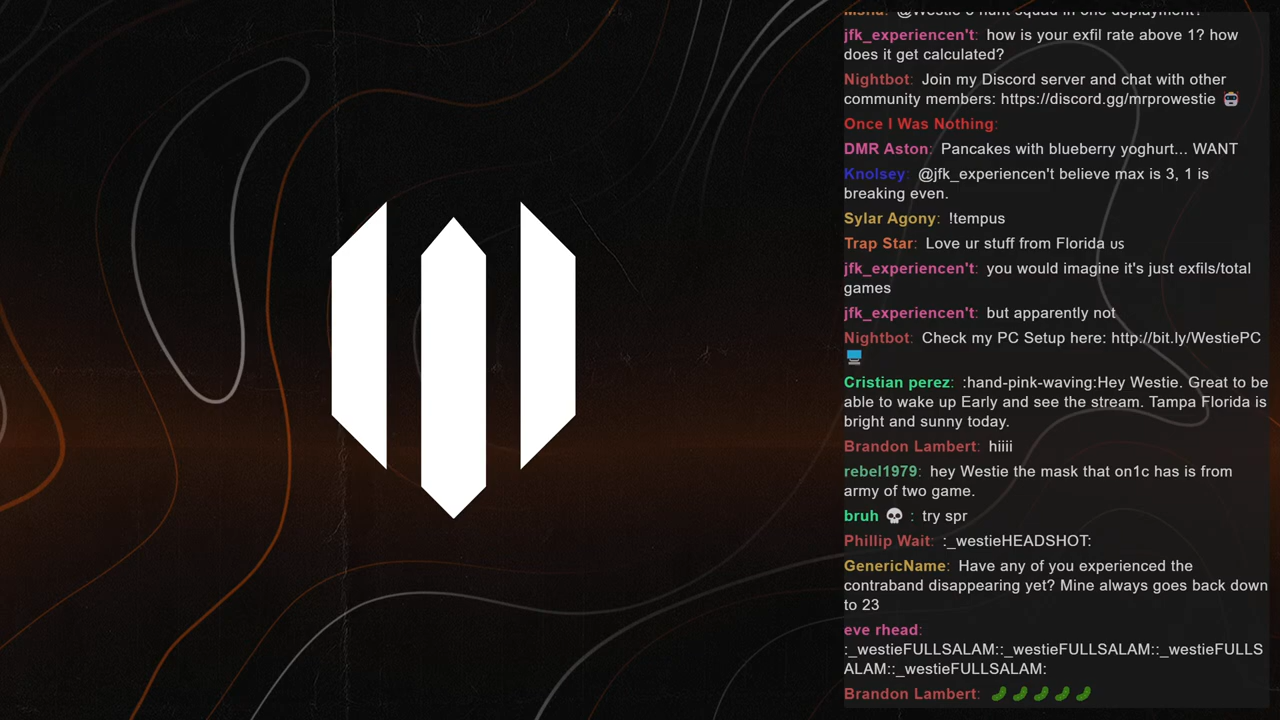 Msha: @Westie 3 hunt squad in one deployment?
jfk_experiencen't: how is your exfil rate above 1? how
does it get calculated?
Nightbot: Join my Discord server and chat with other
community members: https://discord.gg/mrprowestie
Once I Was Nothing:
DMR Aston: Pancakes with blueberry yoghurt... WANT
Knolsey: @jfk_experiencen't believe max is 3, 1 is
breaking even.
Sylar Agony: !tempus
Trap Star: Love ur stuff from Florida us
jfk_experiencen't: you would imagine it's just exfils/total
games
jfk_experiencen't: but apparently not
Nightbot: Check my PC Setup here: http://bit.ly/WestiePC
Cristian perez: :hand-pink-waving:Hey Westie. Great to be
able to wake up Early and see the stream. Tampa Florida is
bright and sunny today.
Brandon Lambert: hiiii
rebel1979: hey Westie the mask that on1c has is from
army of two game.
bruh 💀 : try spr
Phillip Wait: :_westieHEADSHOT:
GenericName: Have any of you experienced the
contraband disappearing yet? Mine always goes back down
to 23
eve rhead:
:_westieFULLSALAM::_westieFULLSALAM::_westieFULLS
ALAM::_westieFULLSALAM:
Brandon Lambert: 🥒🥒🥒🥒🥒